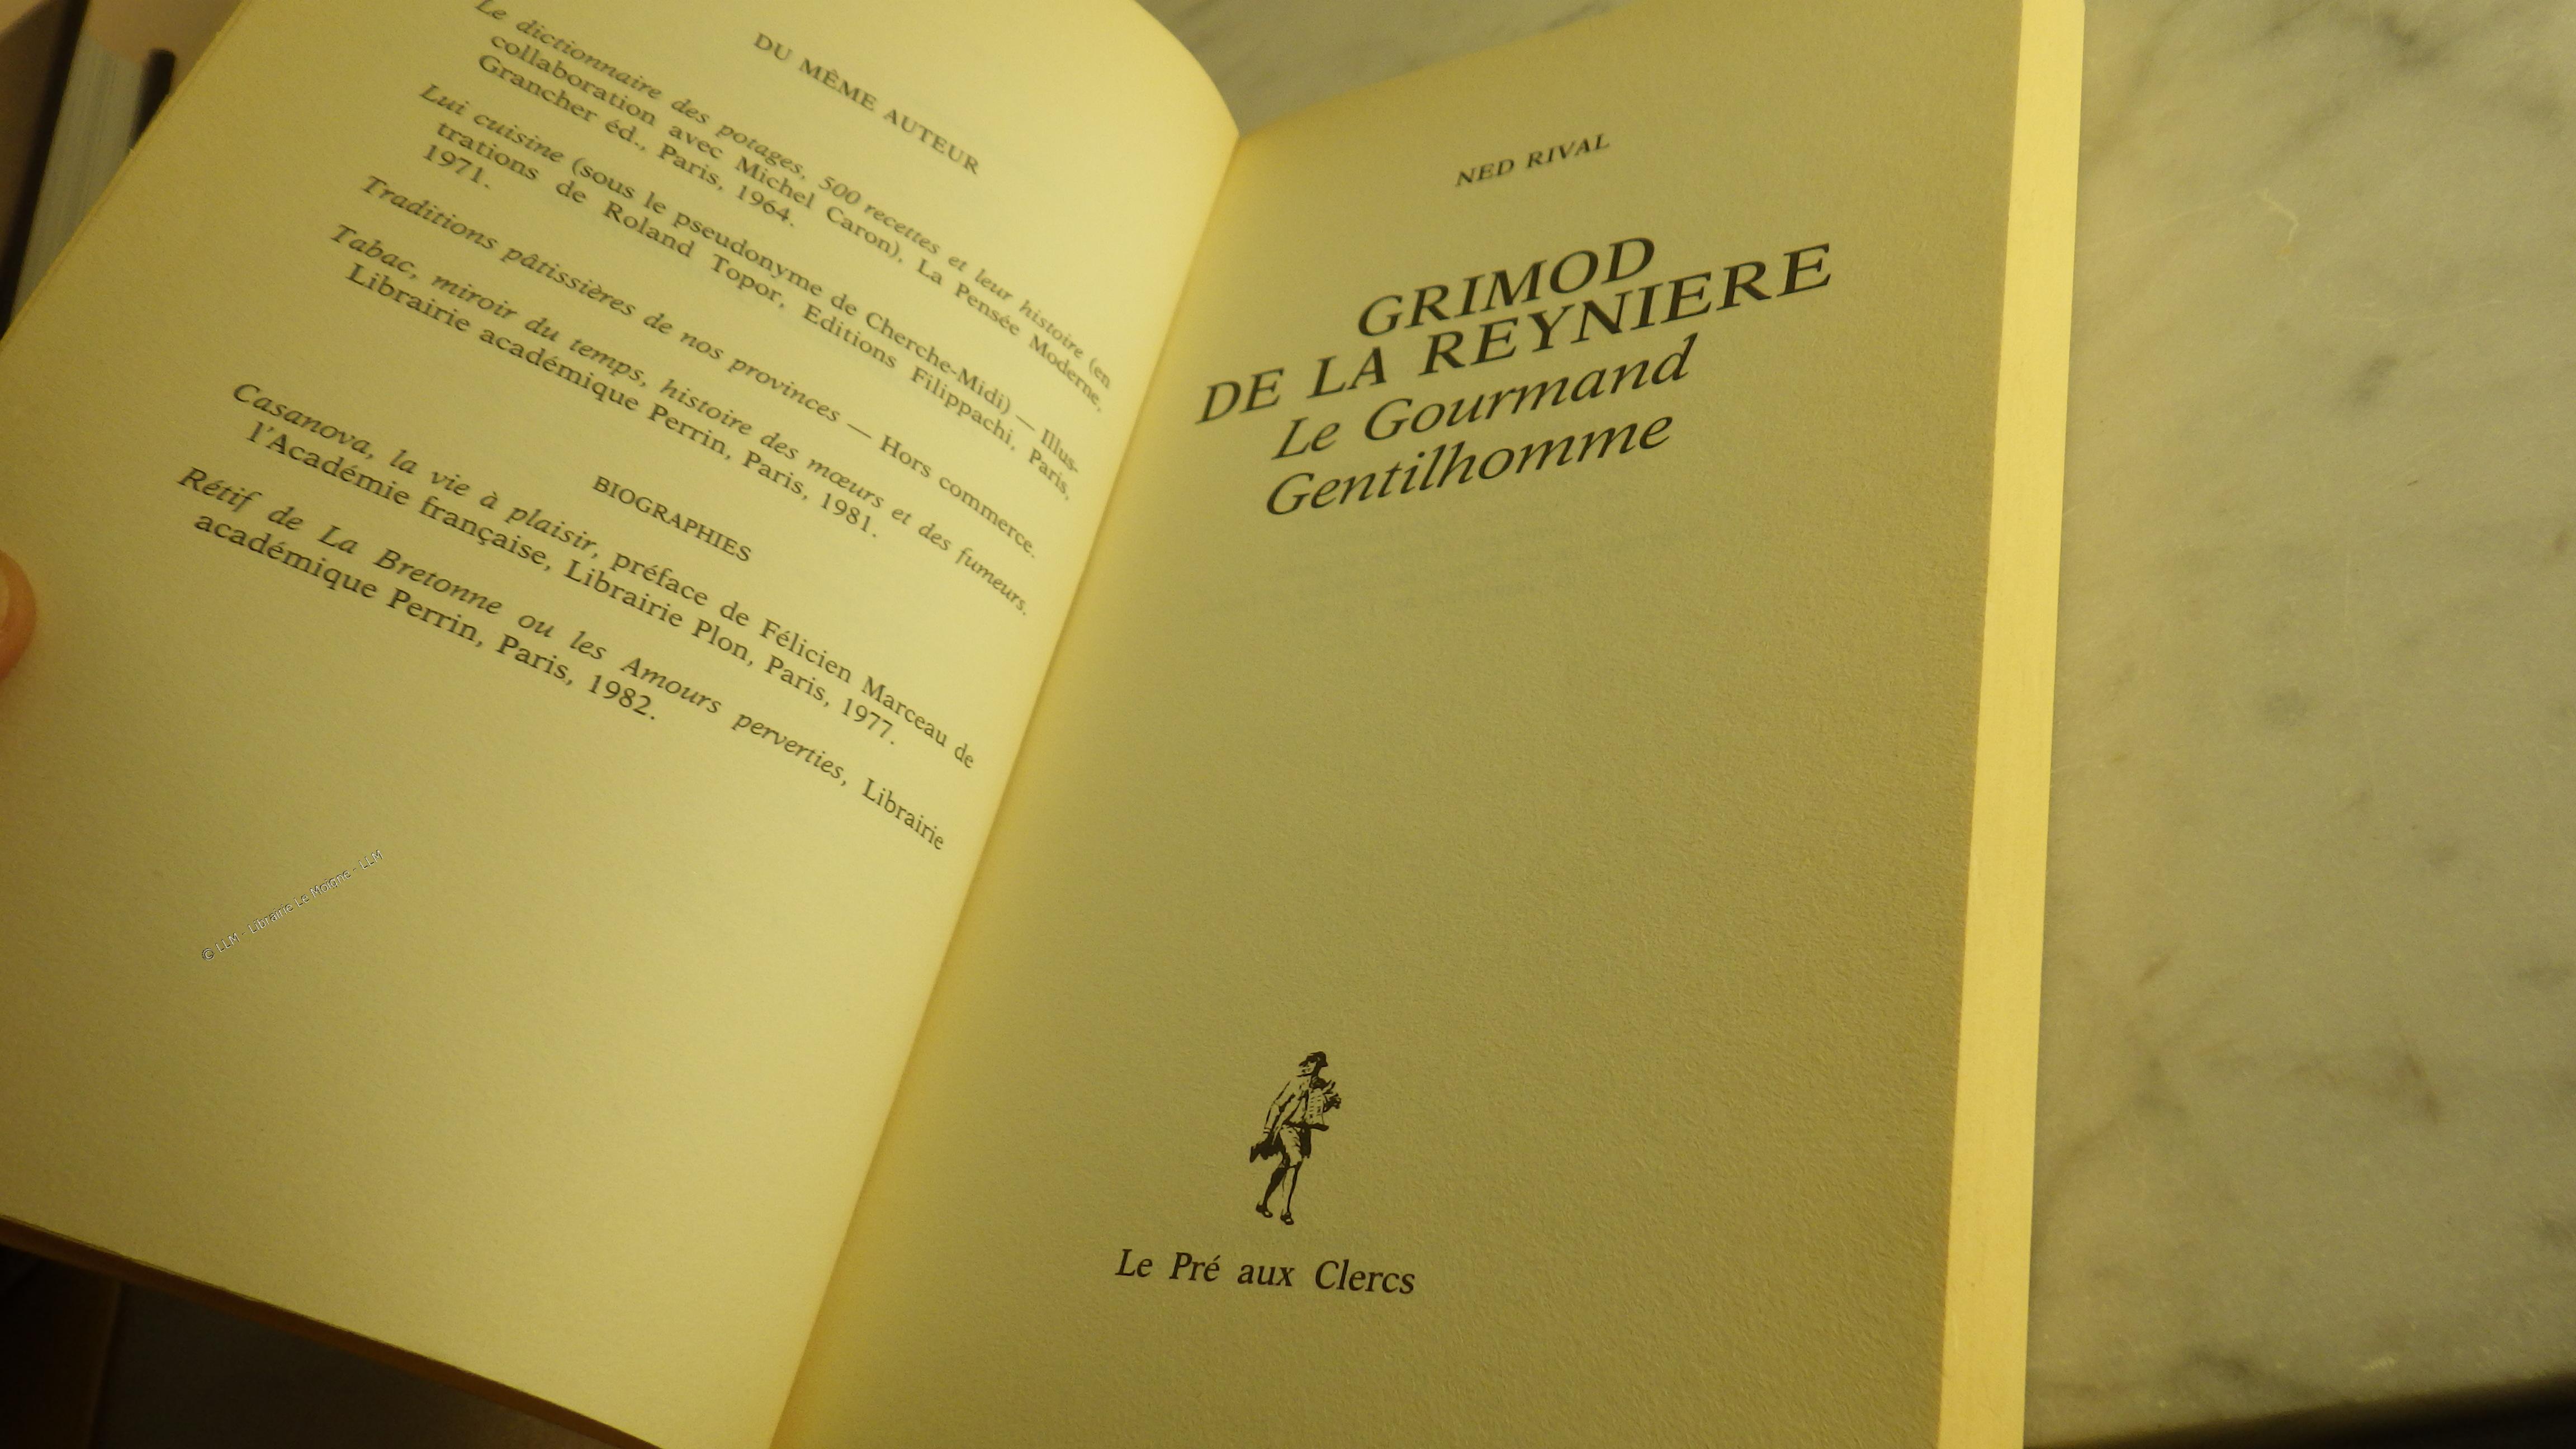 DU MÊME AUTEUR
Le dictionnaire des potages, 500 recettes et leur histoire (en
collaboration avec Michel Caron), La Pensée Moderne,
Grancher éd., Paris, 1964.
Lui cuisine (sous le pseudonyme de Cherche-Midi) — Illus-
trations de Roland Topor, Editions Filippachi, Paris,
1971.
Traditions pâtissières de nos provinces — Hors commerce.
Tabac, miroir du temps, histoire des mœurs et des fumeurs.
Librairie académique Perrin, Paris, 1981.
BIOGRAPHIES
Casanova, la vie à plaisir, préface de Félicien Marceau de
l'Académie française, Librairie Plon, Paris, 1977.
Rétif de La Bretonne ou les Amours perverties, Librairie
académique Perrin, Paris, 1982.
© LLM - Librairie Le Moigne - LLM
NED RIVAL
GRIMOD
DE LA REYNIERE
Le Gourmand
Gentilhomme
Le Pré aux Clercs